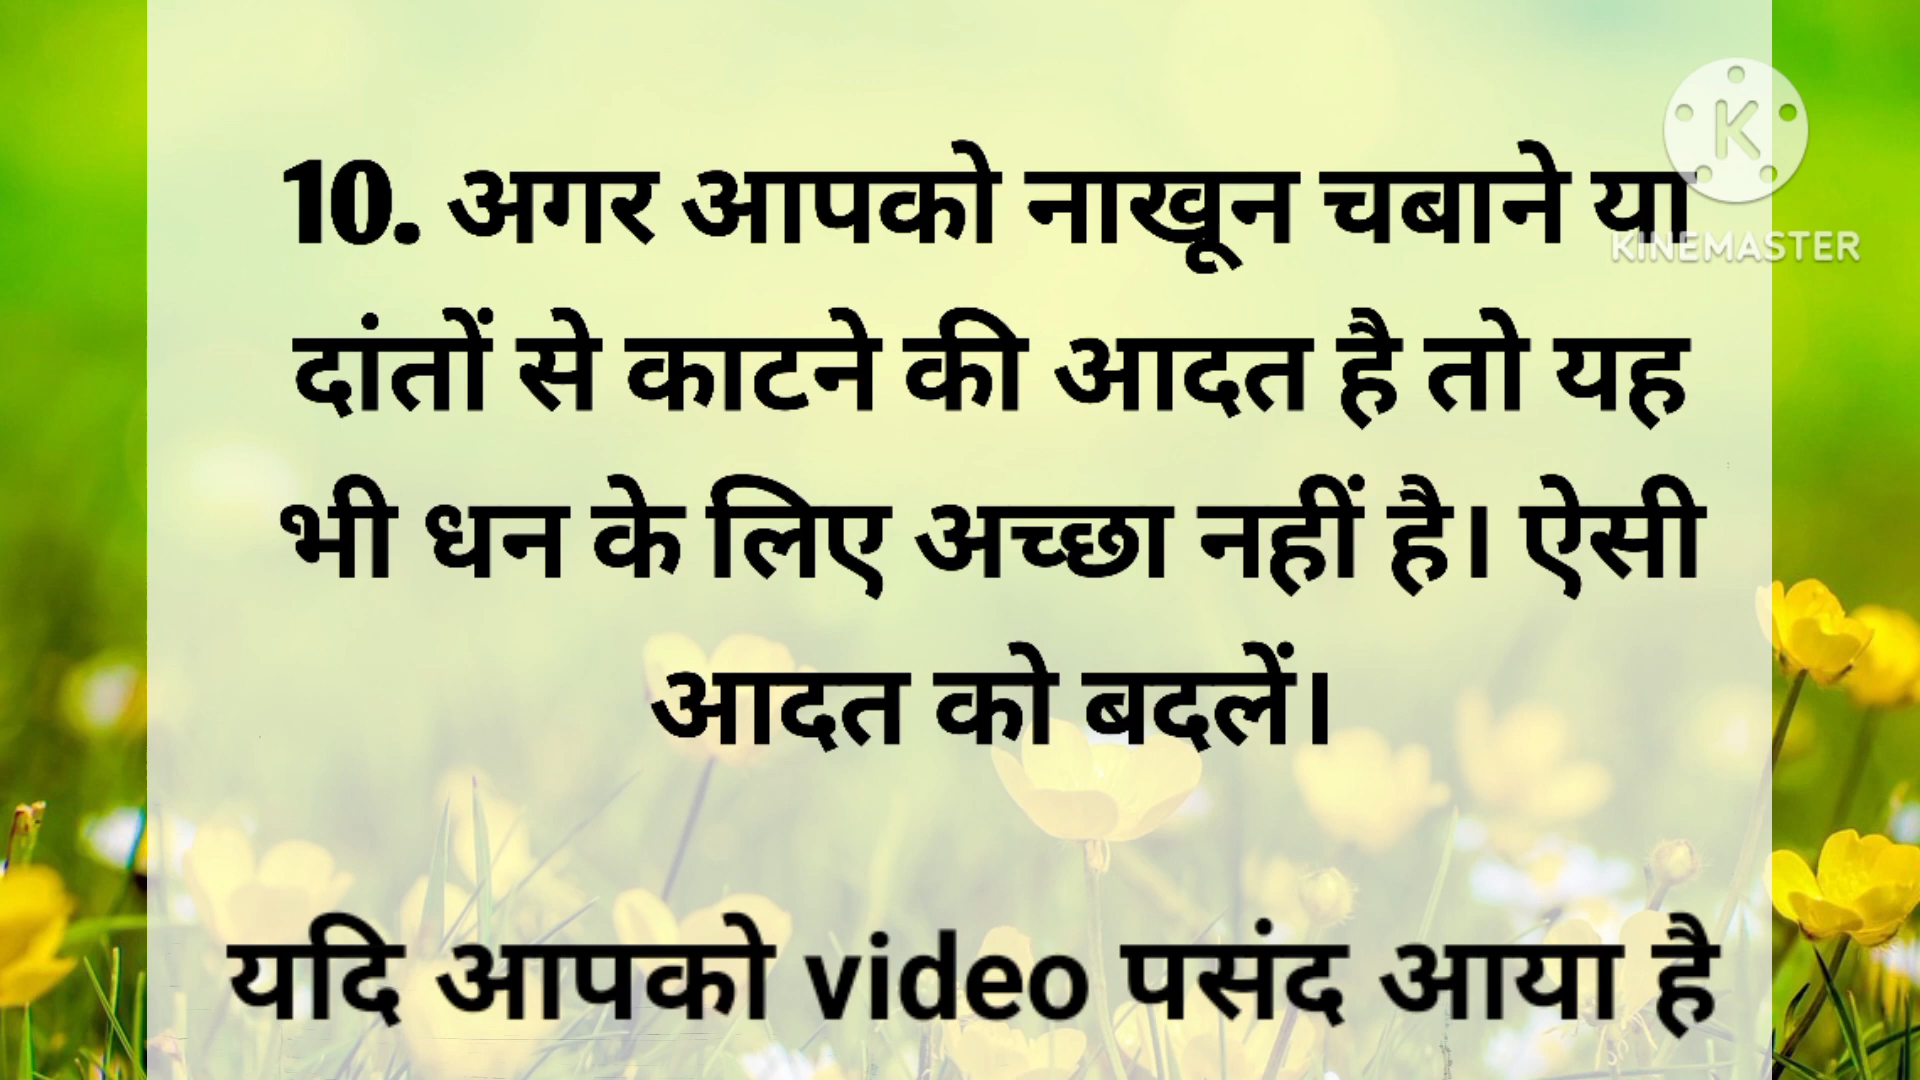 10. अगर आपको नाखून चबाने या
दांतों से काटने की आदत है तो यह
भी धन के लिए अच्छा नहीं है। ऐसी
आदत को बदलें।
यदि आपको video पसंद आया है
K
KINEMASTER